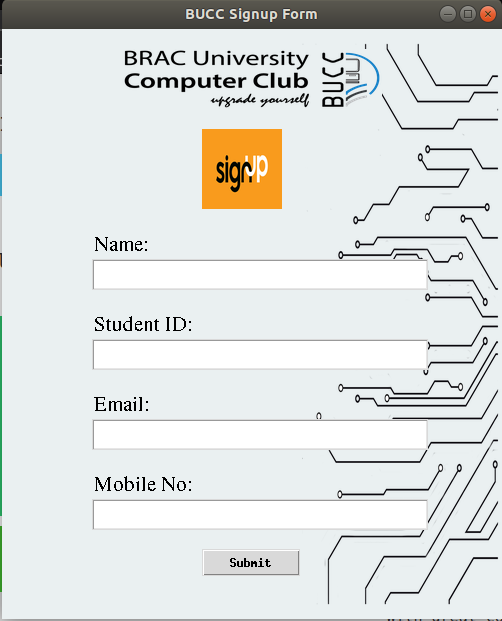 BUCC Signup Form
BRAC University
Computer Club
upgrade yourself
BUCC
signup
Name:
Student ID:
Email:
Mobile No:
Submit